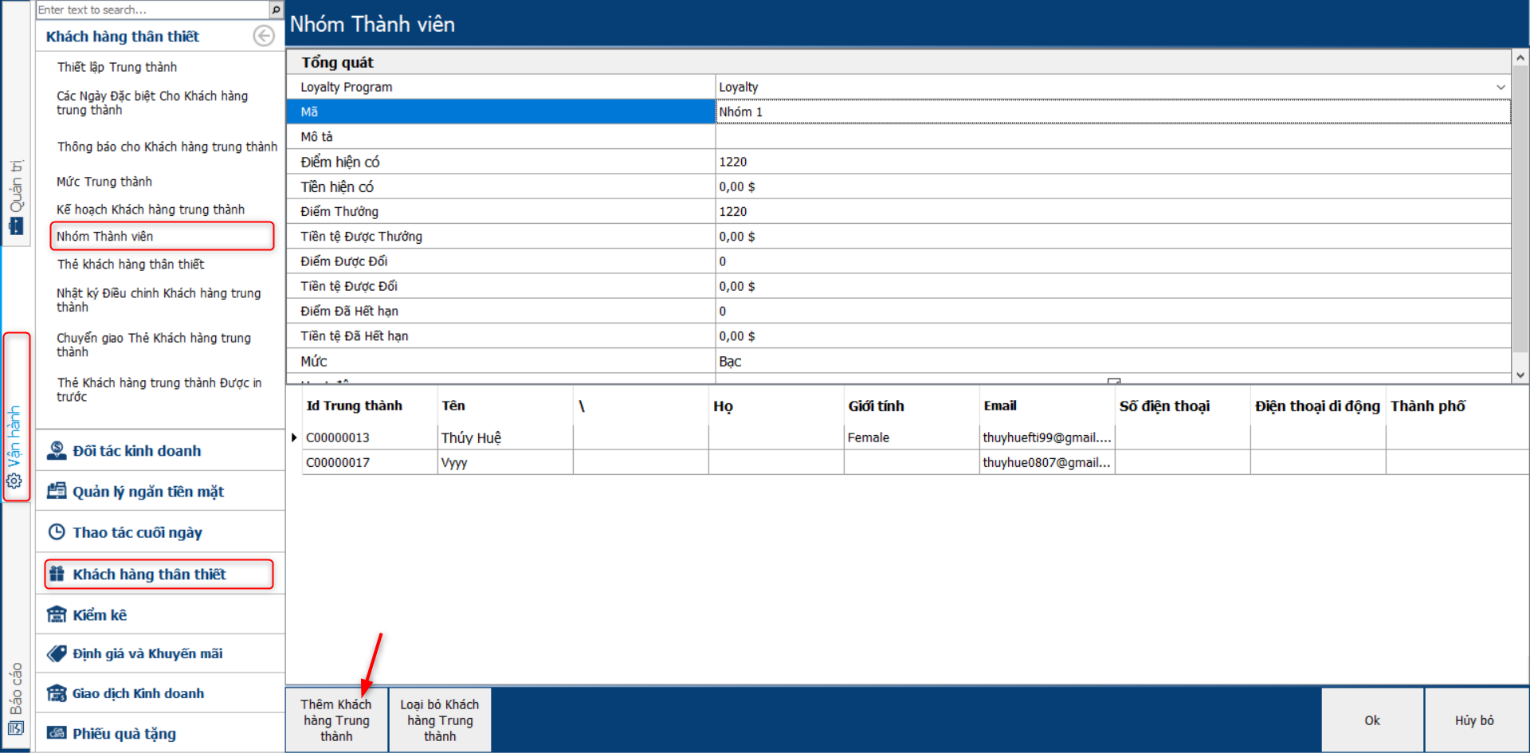 Enter text to search...
Nhóm Thành viên
Khách hàng thân thiết
Thiết lập Trung thành
Các Ngày Đặc biệt Cho Khách hàng
trung thành
Thông báo cho Khách hàng trung thành
Mức Trung thành
Kế hoạch Khách hàng trung thành
Nhóm Thành viên
Thẻ khách hàng thân thiết
Nhật ký Điều chỉnh Khách hàng trung
thành
Chuyển giao Thẻ Khách hàng trung
thành
Thẻ Khách hàng trung thành Được in
trước
Quản trị
Vận hành
Báo cáo
Đối tác kinh doanh
Quản lý ngăn tiền mặt
Thao tác cuối ngày
Khách hàng thân thiết
Kiểm kê
Định giá và Khuyến mãi
Giao dịch Kinh doanh
Phiếu quà tặng
Tổng quát
Loyalty Program Loyalty
Mã Nhóm 1
Mô tả
Điểm hiện có 1220
Tiền hiện có 0,00 $
Điểm Thưởng 1220
Tiền tệ Được Thưởng 0,00 $
Điểm Được Đổi 0
Tiền tệ Được Đổi 0,00 $
Điểm Đã Hết hạn 0
Tiền tệ Đã Hết hạn 0,00 $
Mức Bạc
Id Trung thành Tên \ Họ Giới tính Email Số điện thoại Điện thoại di động Thành phố
C00000013 Thúy Huệ Female thuyhuefti99@gmail....
C00000017 Vyyy thuyhue0807@gmail...
Thêm Khách
hàng Trung
thành
Loại bỏ Khách
hàng Trung
thành
Ok
Hủy bỏ